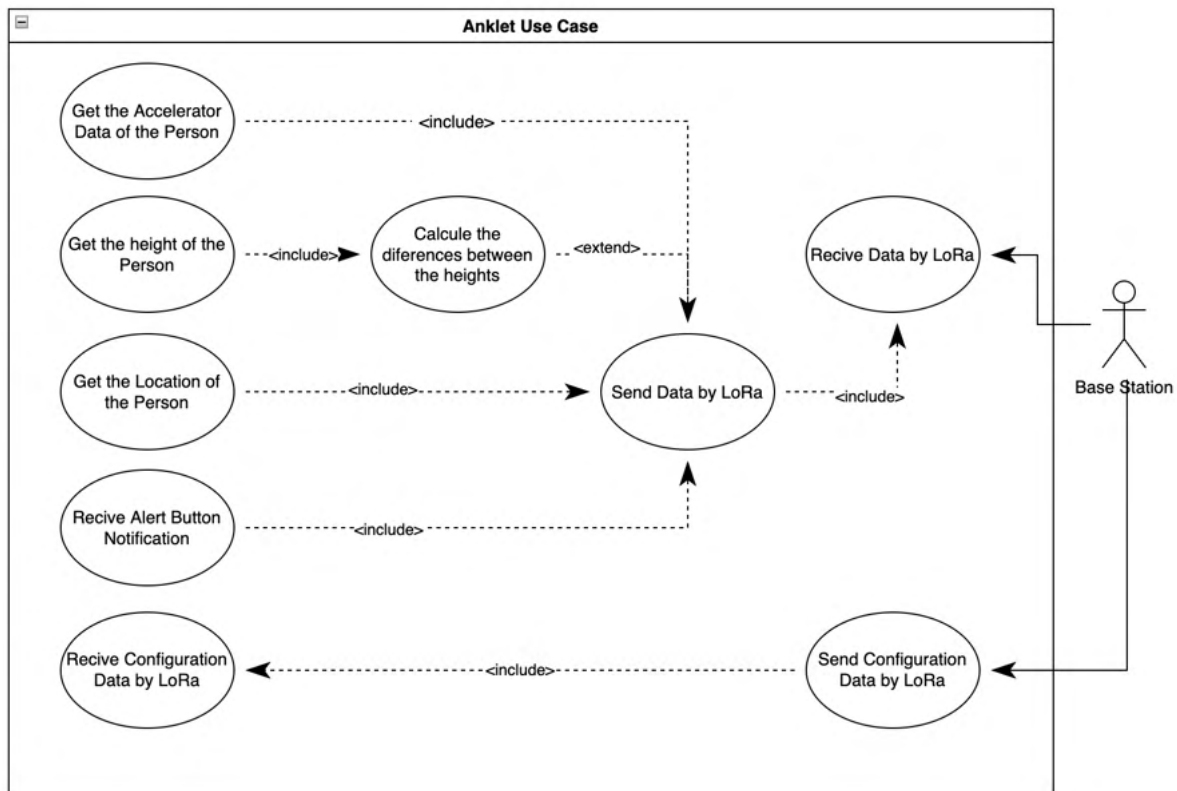 Anklet Use Case
Get the Accelerator
Data of the Person
<include>
Get the height of the
Person
<include>
Calcule the
diferences between
the heights
<extend>
Recive Data by LoRa
Get the Location of
the Person
<include>
Send Data by LoRa
<include>
Base Station
Recive Alert Button
Notification
<include>
Recive Configuration
Data by LoRa
<include>
Send Configuration
Data by LoRa